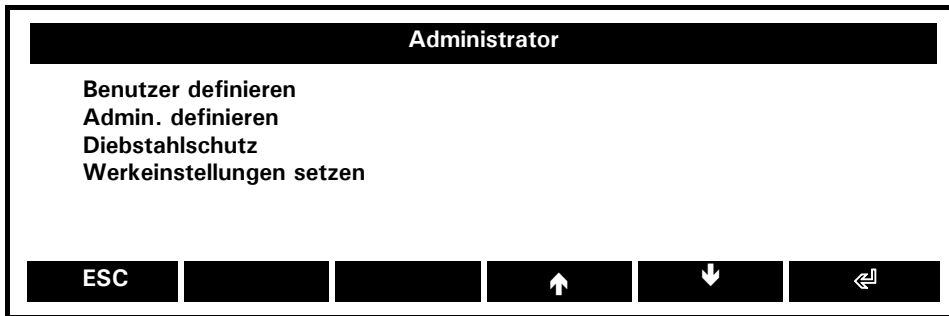 Administrator
Benutzer definieren
Admin. definieren
Diebstahlschutz
Werkeinstellungen setzen
ESC